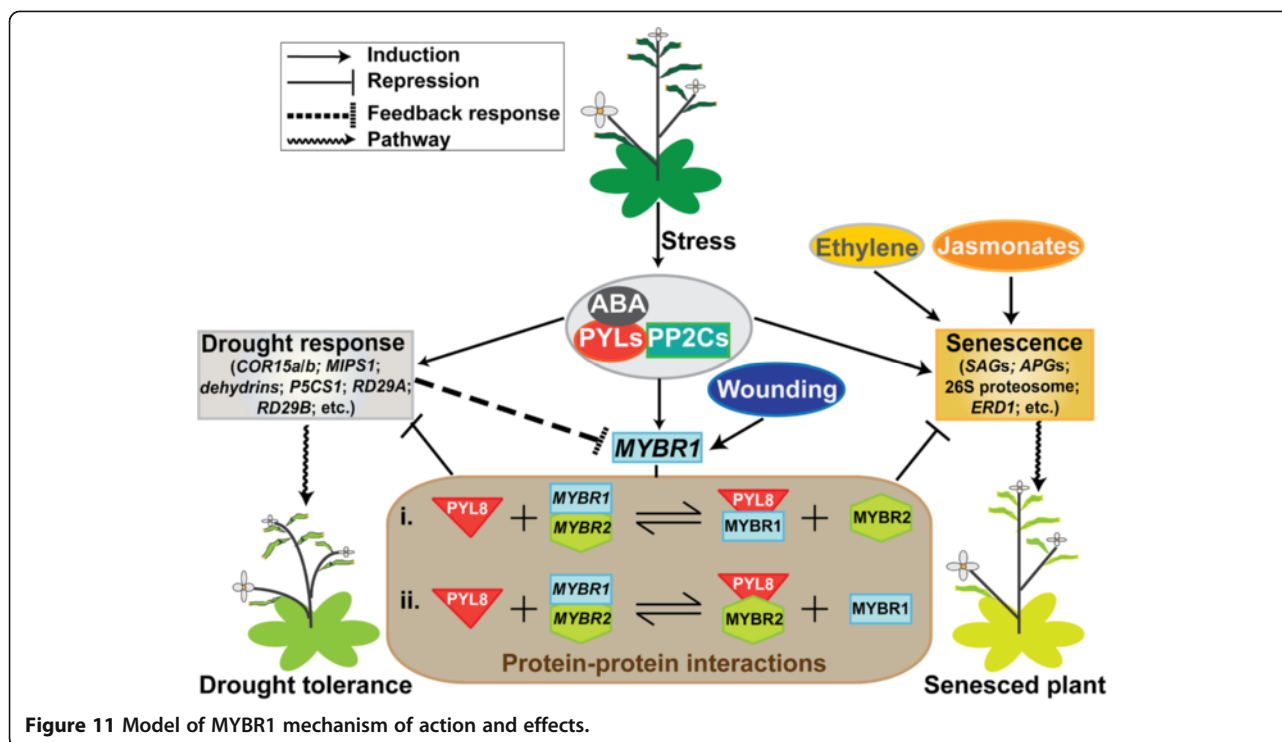 Induction
Repression
Feedback response
Pathway
Stress
Ethylene
Jasmonates
ABA
PYLs
PP2Cs
Drought response
(COR15a/b; MIPS1;
dehydrins; P5CS1; RD29A;
RD29B; etc.)
Senescence
(SAGs; APGs;
26S proteosome;
ERD1; etc.)
Wounding
MYBR1
i.
PYL8
+
MYBR1
MYBR2
⇌
PYL8
MYBR1
+
MYBR2
ii.
PYL8
+
MYBR1
MYBR2
⇌
PYL8
MYBR2
+
MYBR1
Protein-protein interactions
Drought tolerance
Senesced plant
Figure 11 Model of MYBR1 mechanism of action and effects.